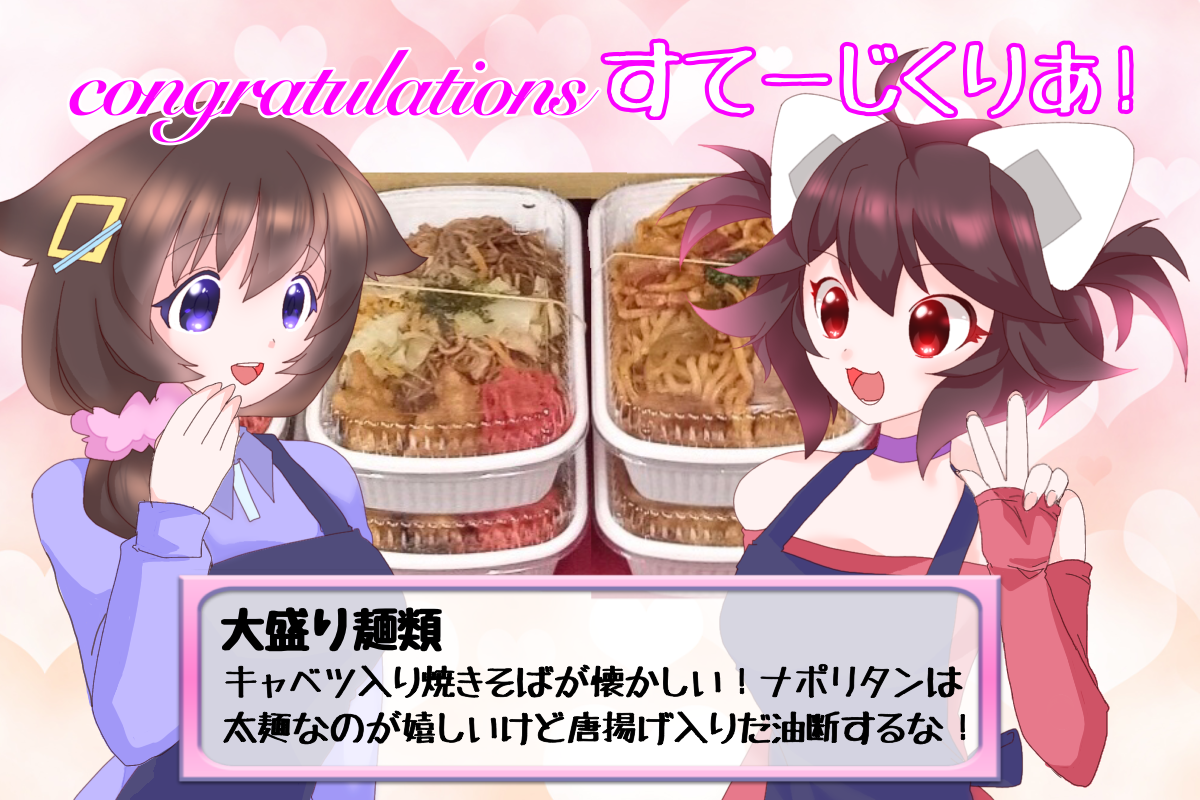 congratulations すてーじくりあ!
大盛り麺類
キャベツ入り焼きそばが懐かしい！ナポリタンは
太麺なのが嬉しいけど唐揚げ入りだ油断するな！